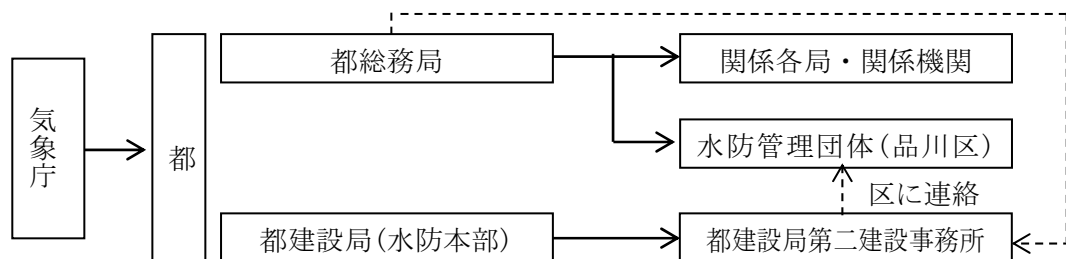 気象庁
都
都総務局
関係各局・関係機関
水防管理団体(品川区)
区に連絡
都建設局(水防本部)
都建設局第二建設事務所